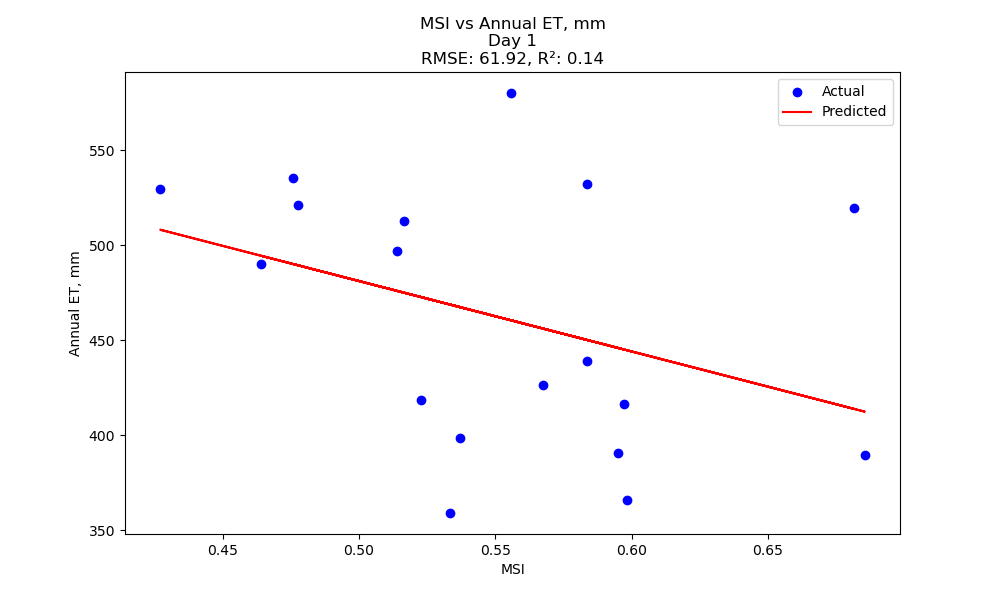 MSI vs Annual ET, mm
Day 1
RMSE: 61.92, R²: 0.14
Actual
Predicted
Annual ET, mm
550
500
450
400
350
0.45
0.50
0.55
0.60
0.65
MSI